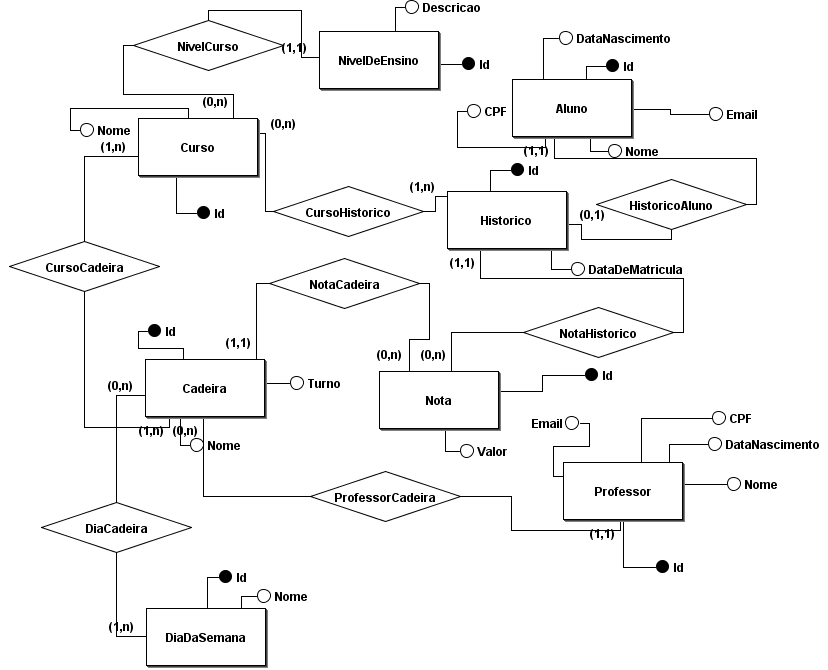 Descricao
NivelCurso
(1,1)
NivelDeEnsino
Id
DataNascimento
Id
(0,n)
(0,n)
CPF
Aluno
Email
Nome
(1,n)
Curso
(1,1)
Nome
Id
(1,n)
Id
CursoHistorico
Historico
(0,1)
HistoricoAluno
CursoCadeira
(1,1)
DataDeMatricula
NotaCadeira
Id
(1,1)
NotaHistorico
(0,n)
(0,n)
Id
(0,n)
Cadeira
Turno
Nota
(1,n)
(0,n)
Nome
Valor
Email
CPF
DataNascimento
ProfessorCadeira
Professor
Nome
DiaCadeira
(1,1)
Id
Id
Nome
(1,n)
DiaDaSemana